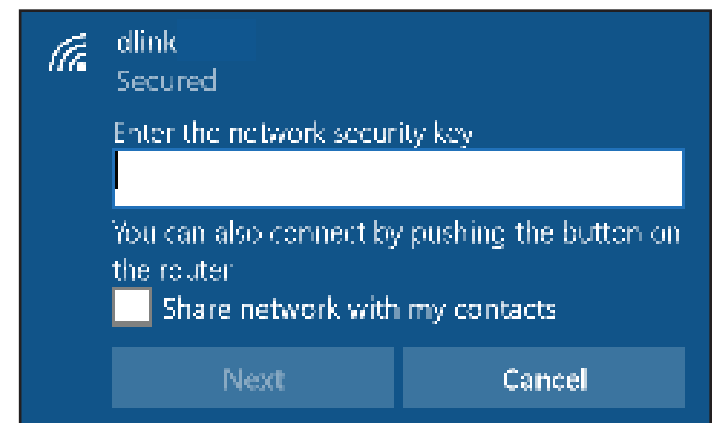 dlink
Secured
Enter the network security key
You can also connect by pushing the button on
the router
Share network with my contacts
Next
Cancel